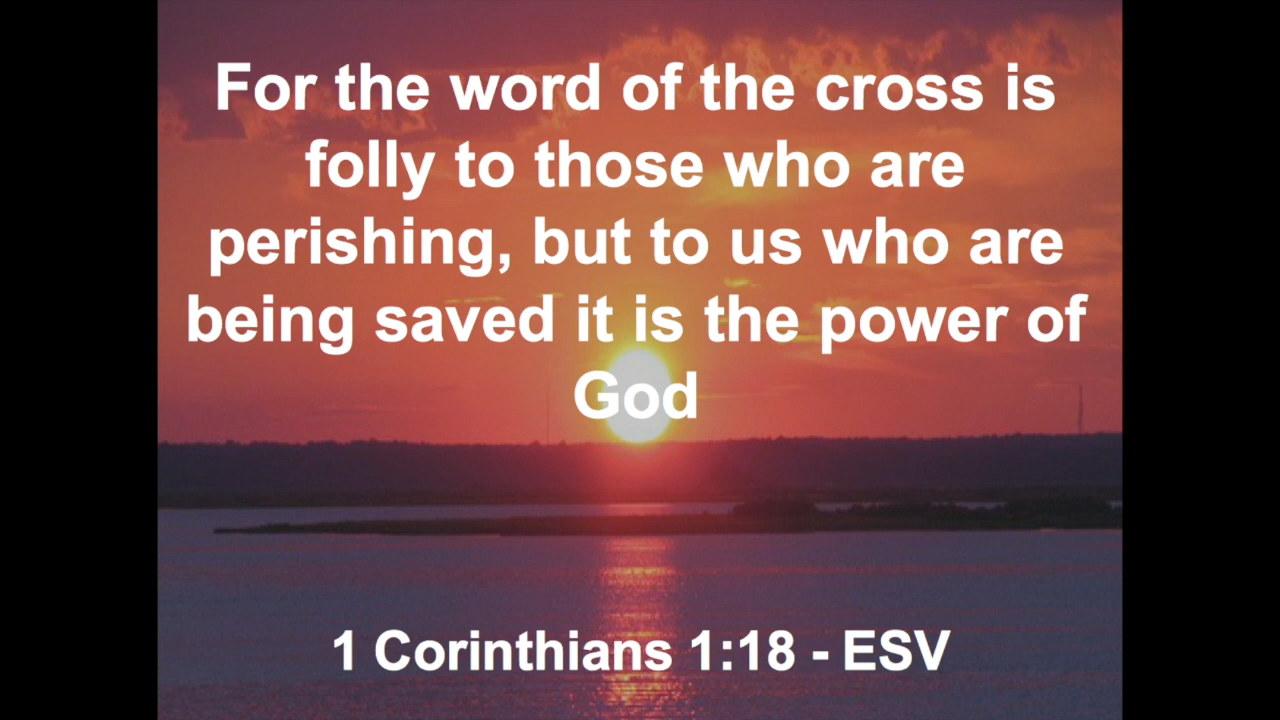 For the word of the cross is
folly to those who are
perishing, but to us who are
being saved it is the power of
God
1 Corinthians 1:18 - ESV